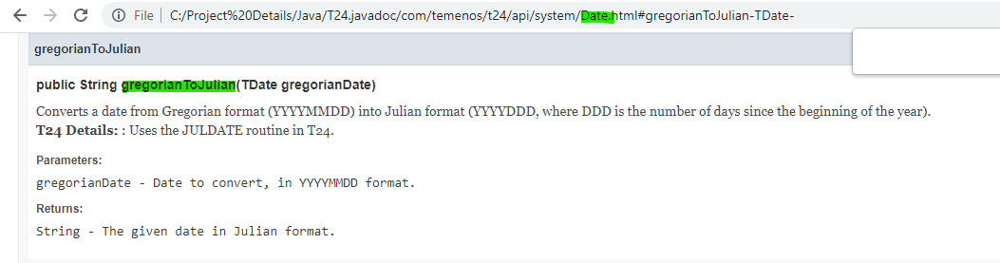 File | C:/Project%20Details/Java/T24.javadoc/com/temenos/t24/api/system/Date.html#gregorianToJulian-TDate-
gregorianToJulian
public String gregorianToJulian(TDate gregorianDate)
Converts a date from Gregorian format (YYYYMMDD) into Julian format (YYYYDDD, where DDD is the number of days since the beginning of the year).
T24 Details: : Uses the JULDATE routine in T24.
Parameters:
gregorianDate - Date to convert, in YYYYMMDD format.
Returns:
String - The given date in Julian format.